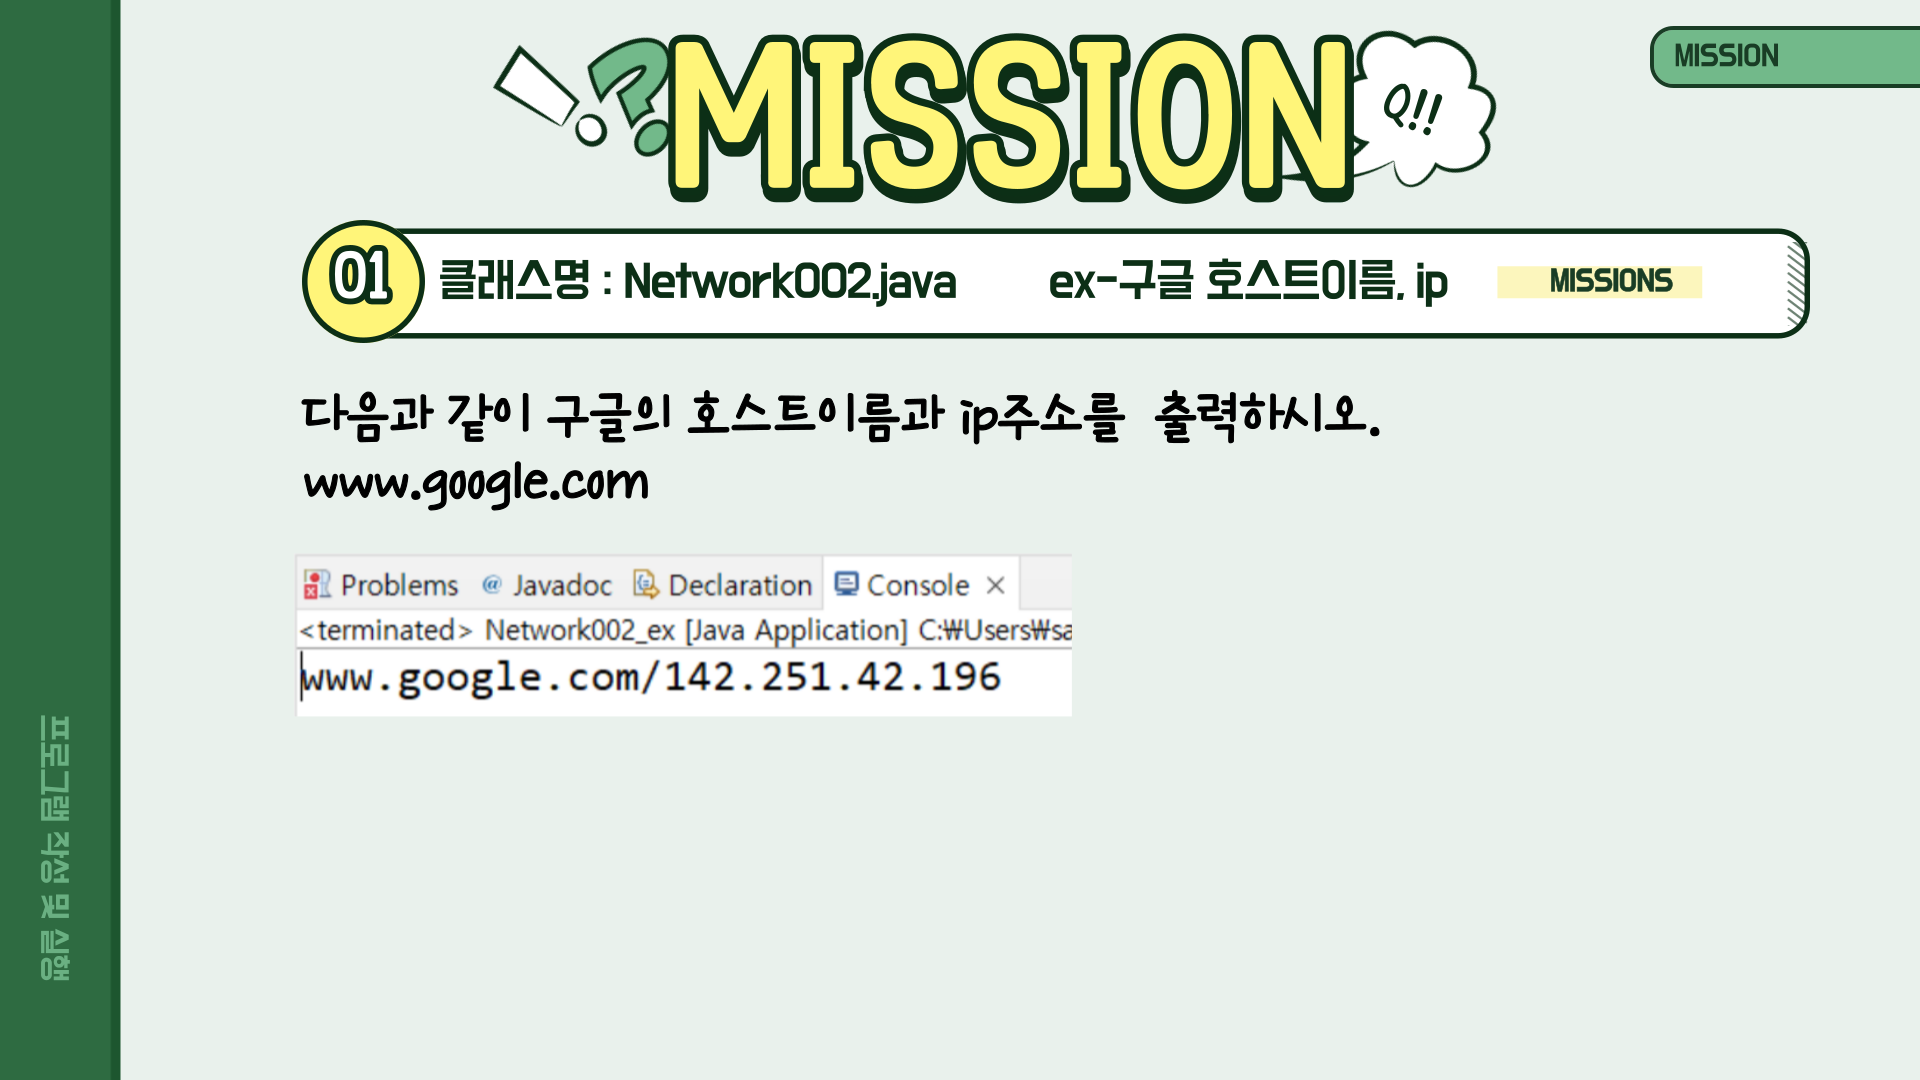 MISSION
Q!!
MISSION
01
클래스명 : Network002.java ex-구글 호스트이름, ip
MISSIONS
다음과 같이 구글의 호스트이름과 ip주소를 출력하시오.
www.google.com
Problems @ Javadoc Declaration Console
<terminated> Network002_ex [Java Application] C:₩Users₩sa
www.google.com/142.251.42.196
프로그램 작성 및 실행